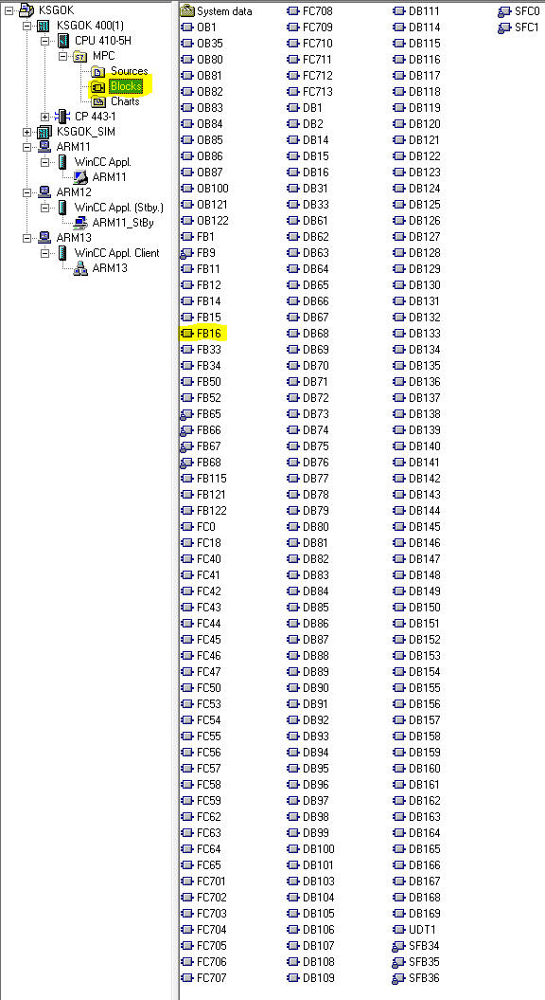 KSGOK
KSGOK 400(1)
CPU 410-5H
MPC
Sources
Blocks
Charts
CP 443-1
KSGOK_SIM
ARM11
WinCC Appl.
ARM11
ARM12
WinCC Appl. (Stby.)
ARM11_StBy
ARM13
WinCC Appl. Client
ARM13
System data
OB1
OB35
OB80
OB81
OB82
OB83
OB84
OB85
OB86
OB87
OB100
OB121
OB122
FB1
FB9
FB11
FB12
FB14
FB15
FB16
FB33
FB34
FB50
FB52
FB65
FB66
FB67
FB68
FB115
FB121
FB122
FC0
FC18
FC40
FC41
FC42
FC43
FC44
FC45
FC46
FC47
FC50
FC53
FC54
FC55
FC56
FC57
FC58
FC59
FC62
FC63
FC64
FC65
FC701
FC702
FC703
FC704
FC705
FC706
FC707
FC708
FC709
FC710
FC711
FC712
FC713
DB1
DB2
DB14
DB15
DB16
DB31
DB33
DB61
DB62
DB63
DB64
DB65
DB66
DB67
DB68
DB69
DB70
DB71
DB72
DB73
DB74
DB75
DB76
DB77
DB78
DB79
DB80
DB81
DB82
DB83
DB84
DB85
DB86
DB87
DB88
DB89
DB90
DB91
DB92
DB93
DB94
DB95
DB96
DB97
DB98
DB99
DB100
DB101
DB103
DB104
DB105
DB106
DB107
DB108
DB109
DB111
DB114
DB115
DB116
DB117
DB118
DB119
DB120
DB121
DB122
DB123
DB124
DB125
DB126
DB127
DB128
DB129
DB130
DB131
DB132
DB133
DB134
DB135
DB136
DB137
DB138
DB139
DB140
DB141
DB142
DB143
DB144
DB145
DB146
DB147
DB148
DB149
DB150
DB151
DB152
DB153
DB154
DB155
DB156
DB157
DB158
DB159
DB160
DB161
DB162
DB163
DB164
DB165
DB166
DB167
DB168
DB169
UDT1
SFB34
SFB35
SFB36
SFC0
SFC1